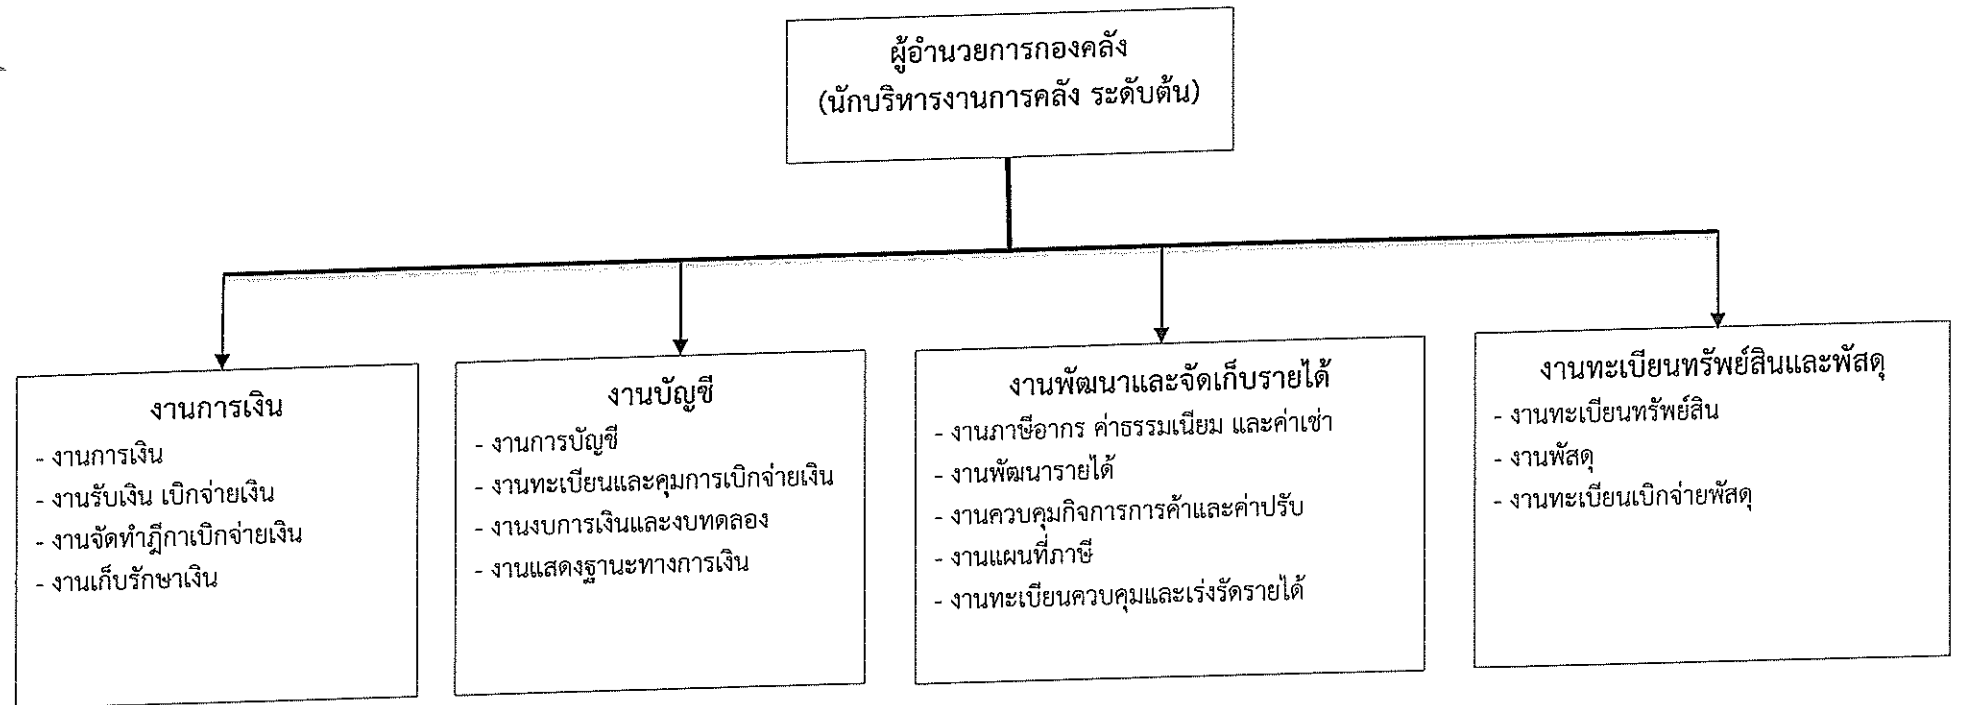 ผู้อำนวยการกองคลัง
(นักบริหารงานการคลัง ระดับต้น)
งานการเงิน
- งานการเงิน
- งานรับเงิน เบิกจ่ายเงิน
- งานจัดทำฎีกาเบิกจ่ายเงิน
- งานเก็บรักษาเงิน
งานบัญชี
- งานการบัญชี
- งานทะเบียนและคุมการเบิกจ่ายเงิน
- งานงบการเงินและงบทดลอง
- งานแสดงฐานะทางการเงิน
งานพัฒนาและจัดเก็บรายได้
- งานภาษีอากร ค่าธรรมเนียม และค่าเช่า
- งานพัฒนารายได้
- งานควบคุมกิจการการค้าและค่าปรับ
- งานแผนที่ภาษี
- งานทะเบียนควบคุมและเร่งรัดรายได้
งานทะเบียนทรัพย์สินและพัสดุ
- งานทะเบียนทรัพย์สิน
- งานพัสดุ
- งานทะเบียนเบิกจ่ายพัสดุ